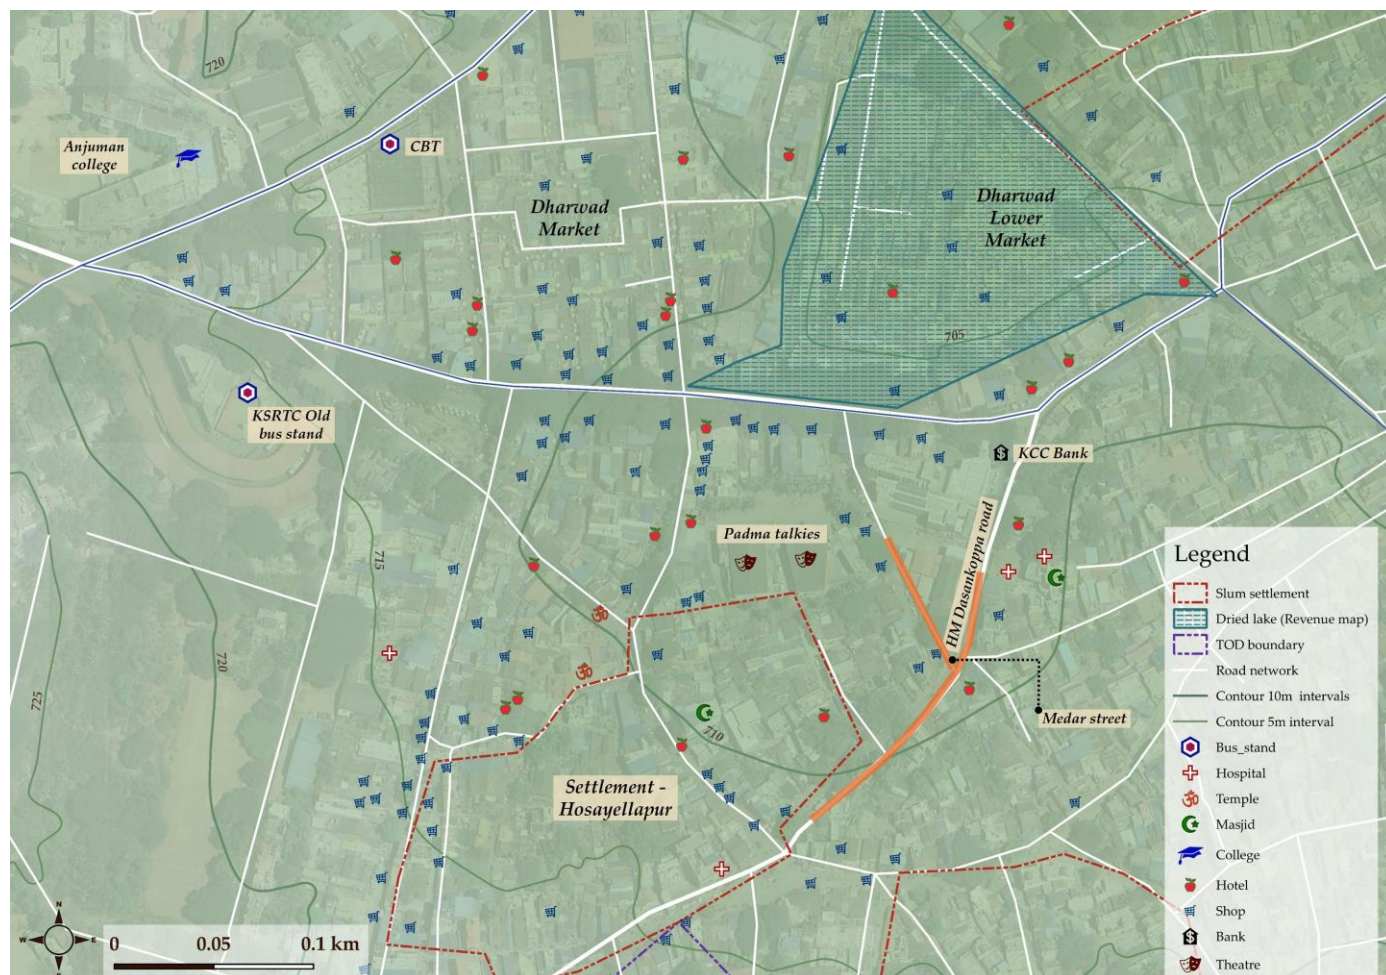 720
Anjuman
college
CBT
Dharwad
Market
Dharwad
Lower
Market
705
KSRTC Old
bus stand
KCC Bank
Padma talkies
HM Dasankoppa road
715
720
725
710
Medar street
Settlement -
Hosayellapur
Legend
Slum settlement
Dried lake (Revenue map)
TOD boundary
Road network
Contour 10m intervals
Contour 5m interval
Bus_stand
Hospital
Temple
Masjid
College
Hotel
Shop
Bank
Theatre
N
W
E
0 0.05 0.1 km